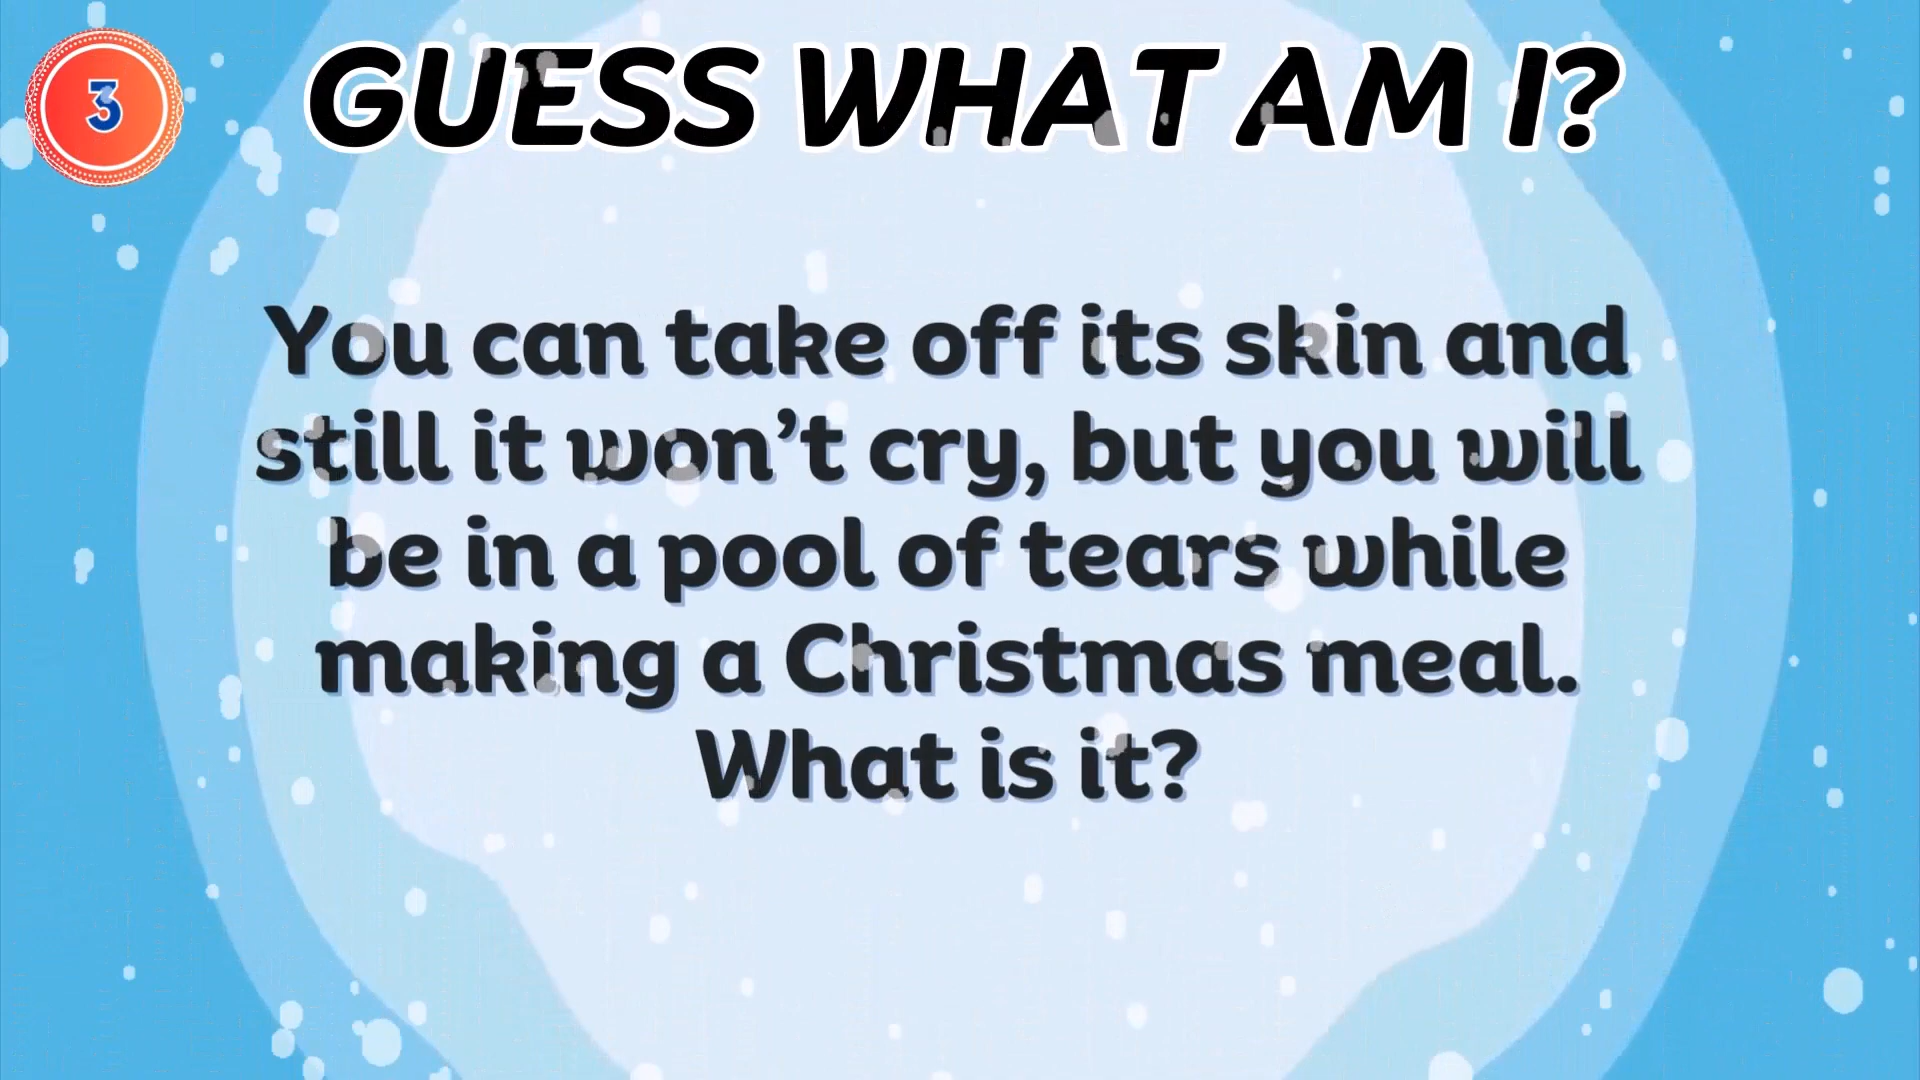 3
GUESS WHAT AM I?
You can take off its skin and
still it won’t cry, but you will
be in a pool of tears while
making a Christmas meal.
What is it?